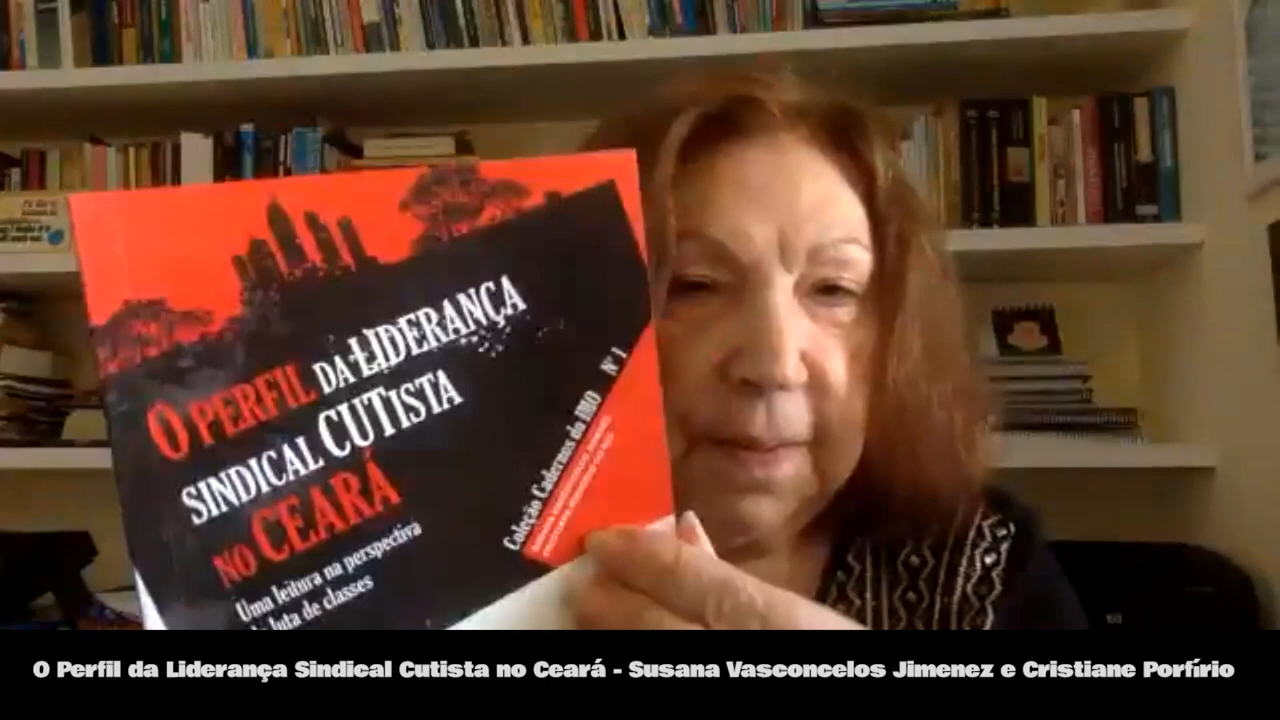 O PERFIL DA LIDERANÇA
SINDICAL CUTISTA
NO CEARÁ
Uma leitura na perspectiva
da luta de classes
Coleção Cadernos do IMO Nº 1
O Perfil da Liderança Sindical Cutista no Ceará - Susana Vasconcelos Jimenez e Cristiane Porfírio